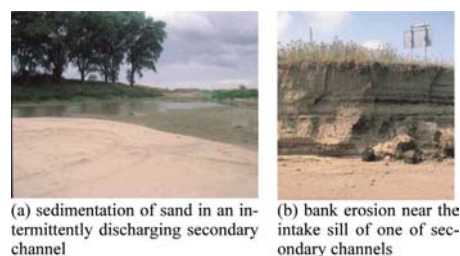 (a) sedimentation of sand in an in-
termittently discharging secondary
channel
(b) bank erosion near the
intake sill of one of sec-
ondary channels